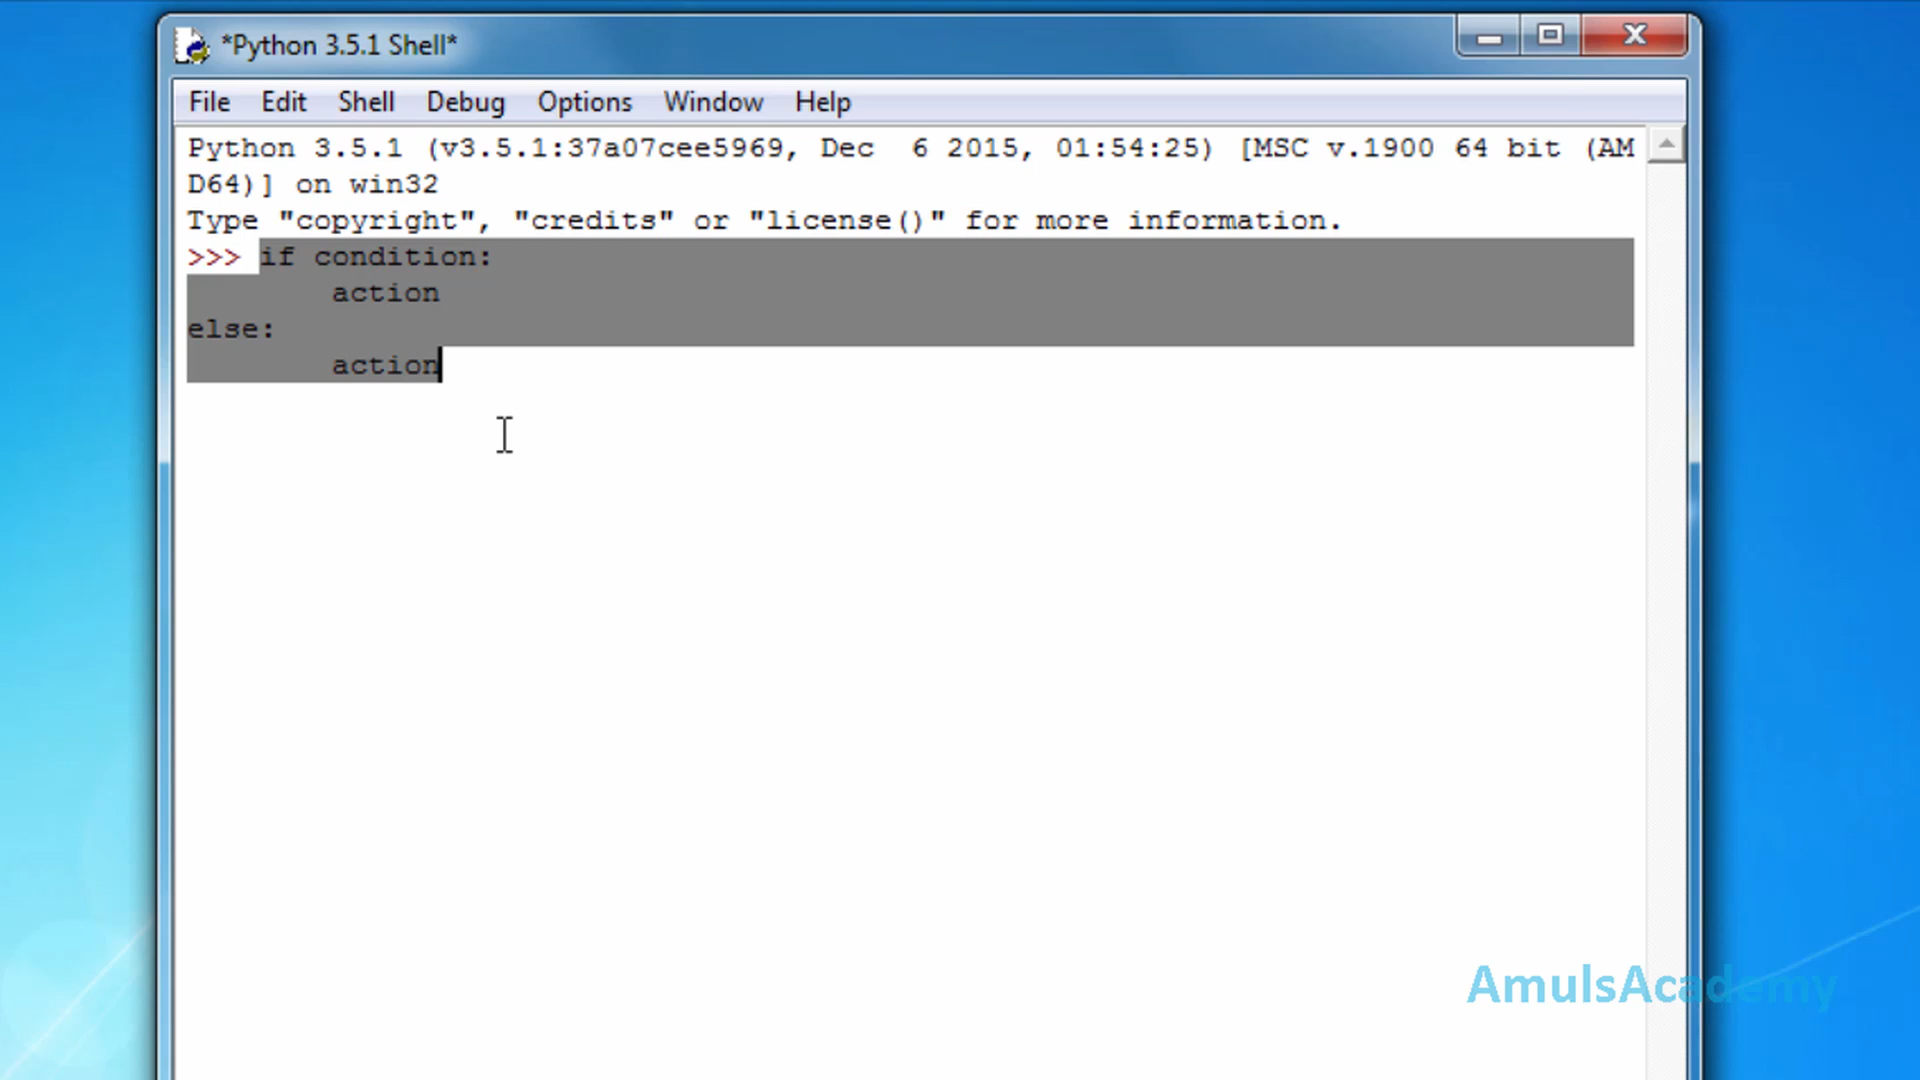 *Python 3.5.1 Shell*
File Edit Shell Debug Options Window Help
Python 3.5.1 (v3.5.1:37a07cee5969, Dec  6 2015, 01:54:25) [MSC v.1900 64 bit (AM
D64)] on win32
Type "copyright", "credits" or "license()" for more information.
>>> if condition:
        action
else:
        action
AmulsAcademy